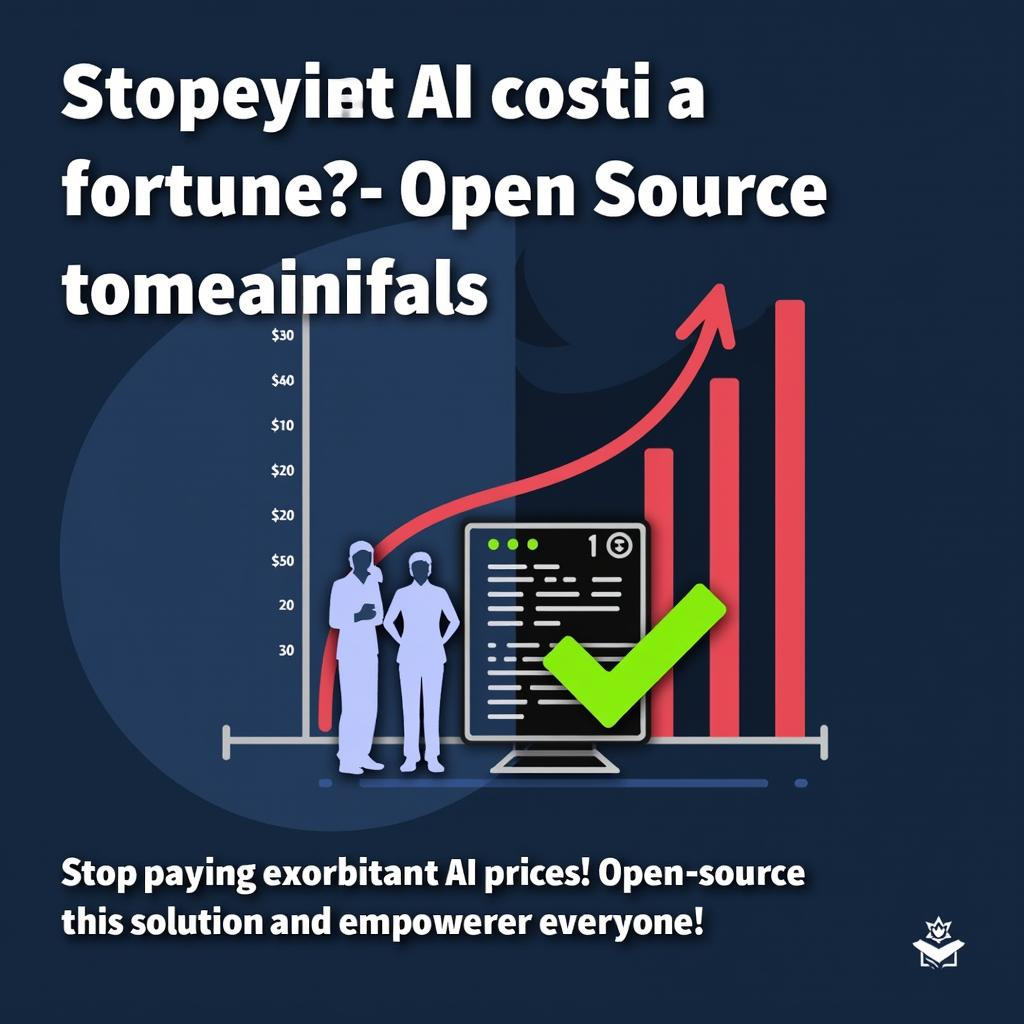 Stopeyint AI costi a
fortune?- Open Source
tomeainifals
$30
$40
$10
$20
$20
$50
20
30
1
Stop paying exorbitant AI prices! Open-source
this solution and empowerer everyone!